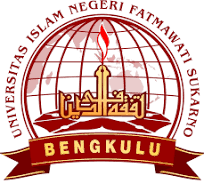 UNIVERSITAS ISLAM NEGERI FATMAWATI SUKARNO
BENGKULU